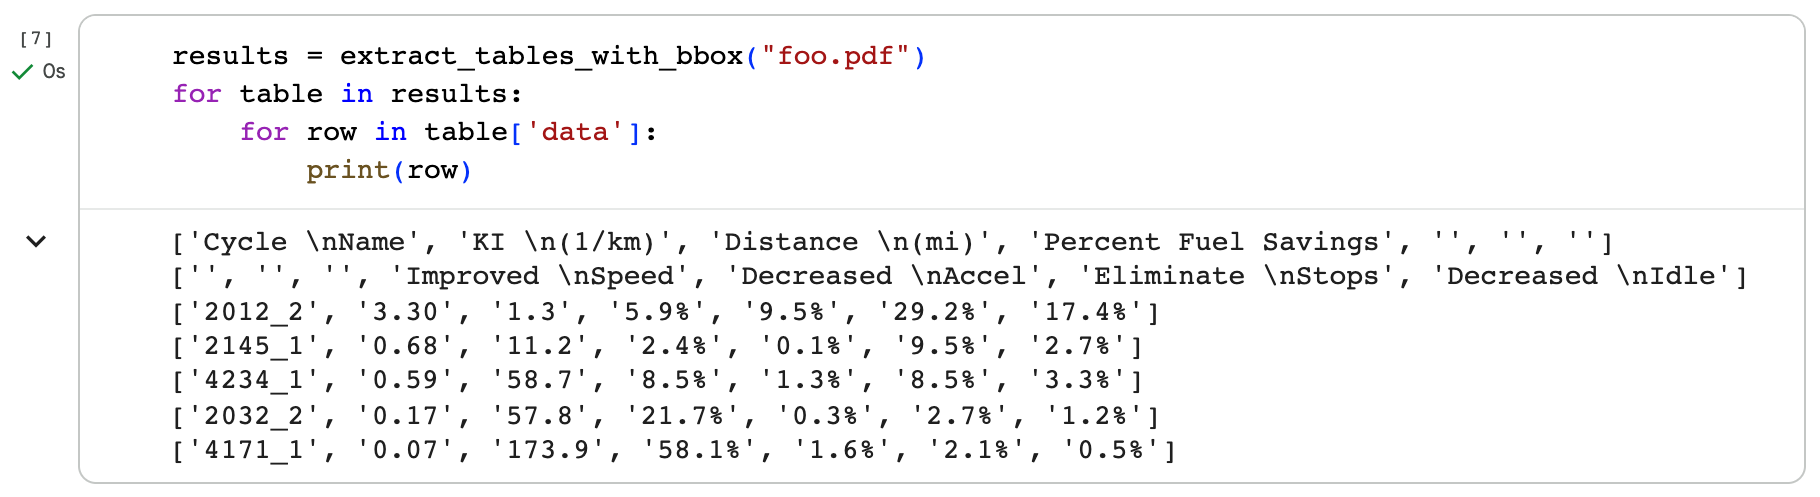 [7]
0s
results = extract_tables_with_bbox("foo.pdf")
for table in results:
    for row in table['data']:
        print(row)
['Cycle \nName', 'KI \n(1/km)', 'Distance \n(mi)', 'Percent Fuel Savings', '', '', '']
['', '', '', 'Improved \nSpeed', 'Decreased \nAccel', 'Eliminate \nStops', 'Decreased \nIdle']
['2012_2', '3.30', '1.3', '5.9%', '9.5%', '29.2%', '17.4%']
['2145_1', '0.68', '11.2', '2.4%', '0.1%', '9.5%', '2.7%']
['4234_1', '0.59', '58.7', '8.5%', '1.3%', '8.5%', '3.3%']
['2032_2', '0.17', '57.8', '21.7%', '0.3%', '2.7%', '1.2%']
['4171_1', '0.07', '173.9', '58.1%', '1.6%', '2.1%', '0.5%']